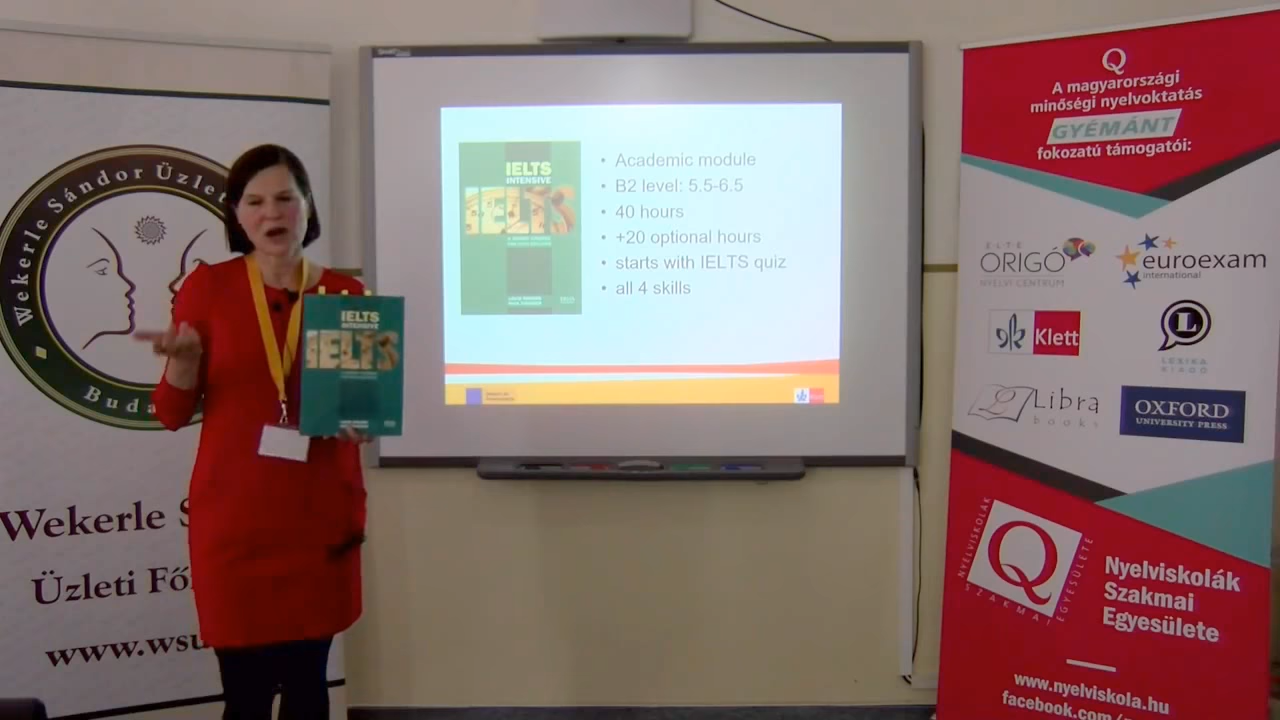 Wekerle Sándor Üzlet
Buda
Wekerle S
Üzleti Fő
www.wsu
IELTS
INTENSIVE
IELTS
IELTS
INTENSIVE
IELTS
• Academic module
• B2 level: 5.5-6.5
• 40 hours
• +20 optional hours
• starts with IELTS quiz
• all 4 skills
Klett
Q
A magyarországi
minőségi nyelvoktatás
GYÉMÁNT
fokozatú támogatói:
ELTE
ORIGÓ
NYELVI CENTRUM
euroexam
international
Klett
L
LEXIKA
KIADÓ
Libra
books
OXFORD
UNIVERSITY PRESS
NYELVISKOLÁK
SZAKMAI
EGYESÜLETE
Q
Nyelviskolák
Szakmai
Egyesülete
www.nyelviskola.hu
facebook.com/